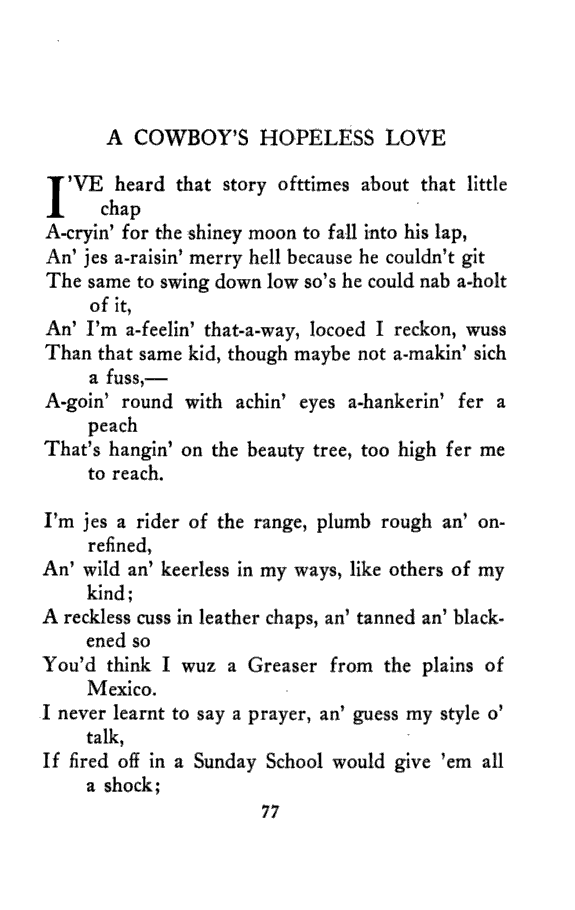 A COWBOY'S HOPELESS LOVE
I'VE heard that story ofttimes about that little
chap
A-cryin' for the shiney moon to fall into his lap,
An' jes a-raisin' merry hell because he couldn't git
The same to swing down low so's he could nab a-holt
of it,
An' I'm a-feelin' that-a-way, locoed I reckon, wuss
Than that same kid, though maybe not a-makin' sich
a fuss,—
A-goin' round with achin' eyes a-hankerin' fer a
peach
That's hangin' on the beauty tree, too high fer me
to reach.
I'm jes a rider of the range, plumb rough an' on-
refined,
An' wild an' keerless in my ways, like others of my
kind;
A reckless cuss in leather chaps, an' tanned an' black-
ened so
You'd think I wuz a Greaser from the plains of
Mexico.
I never learnt to say a prayer, an' guess my style o'
talk,
If fired off in a Sunday School would give 'em all
a shock;
77